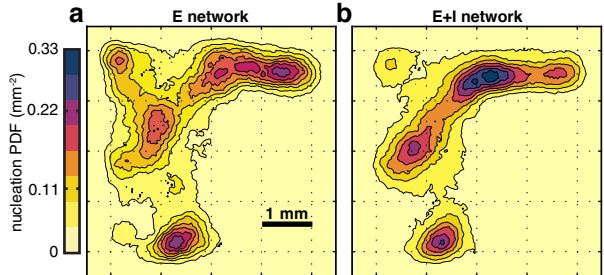 a E network
b E+I network
nucleation PDF (mm⁻²)
0.33
0.22
0.11
0
1 mm